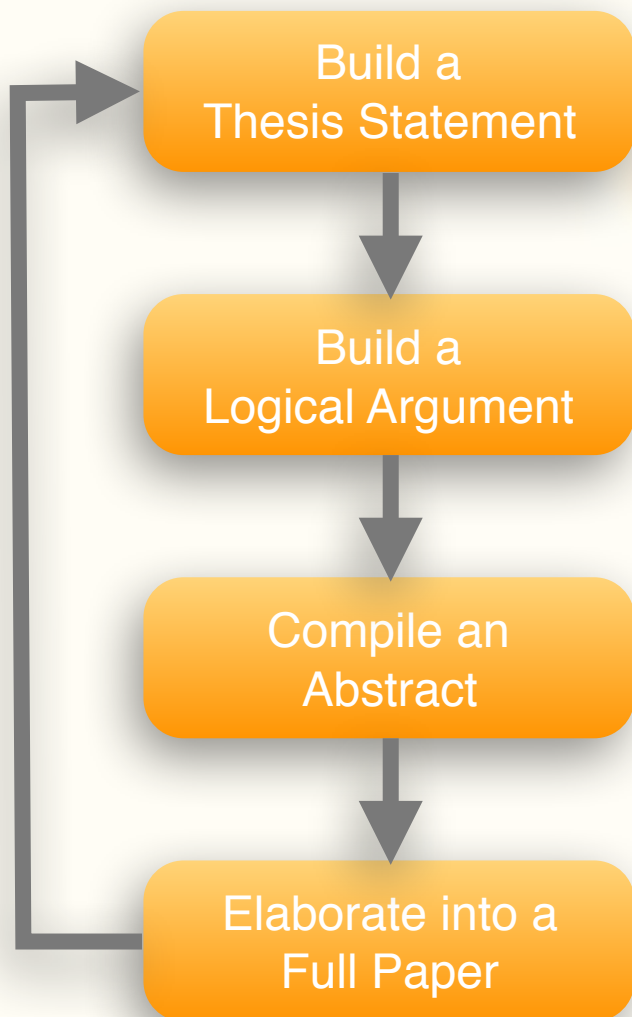 Build a
Thesis Statement
Build a
Logical Argument
Compile an
Abstract
Elaborate into a
Full Paper